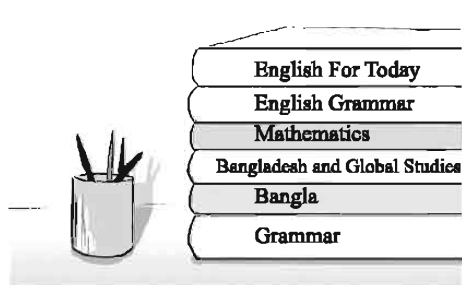 English For Today
English Grammar
Mathematics
Bangladesh and Global Studies
Bangla
Grammar